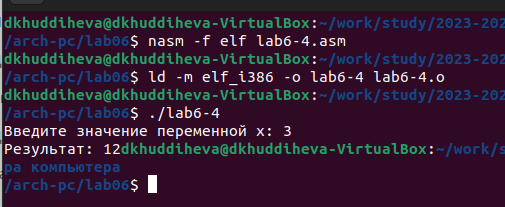 dkhuddiheva@dkhuddiheva-VirtualBox:~/work/study/2023-202
/arch-pc/lab06$ nasm -f elf lab6-4.asm
dkhuddiheva@dkhuddiheva-VirtualBox:~/work/study/2023-202
/arch-pc/lab06$ ld -m elf_i386 -o lab6-4 lab6-4.o
dkhuddiheva@dkhuddiheva-VirtualBox:~/work/study/2023-202
/arch-pc/lab06$ ./lab6-4
Введите значение переменной x: 3
Результат: 12dkhuddiheva@dkhuddiheva-VirtualBox:~/work/s
ра компьютера
/arch-pc/lab06$